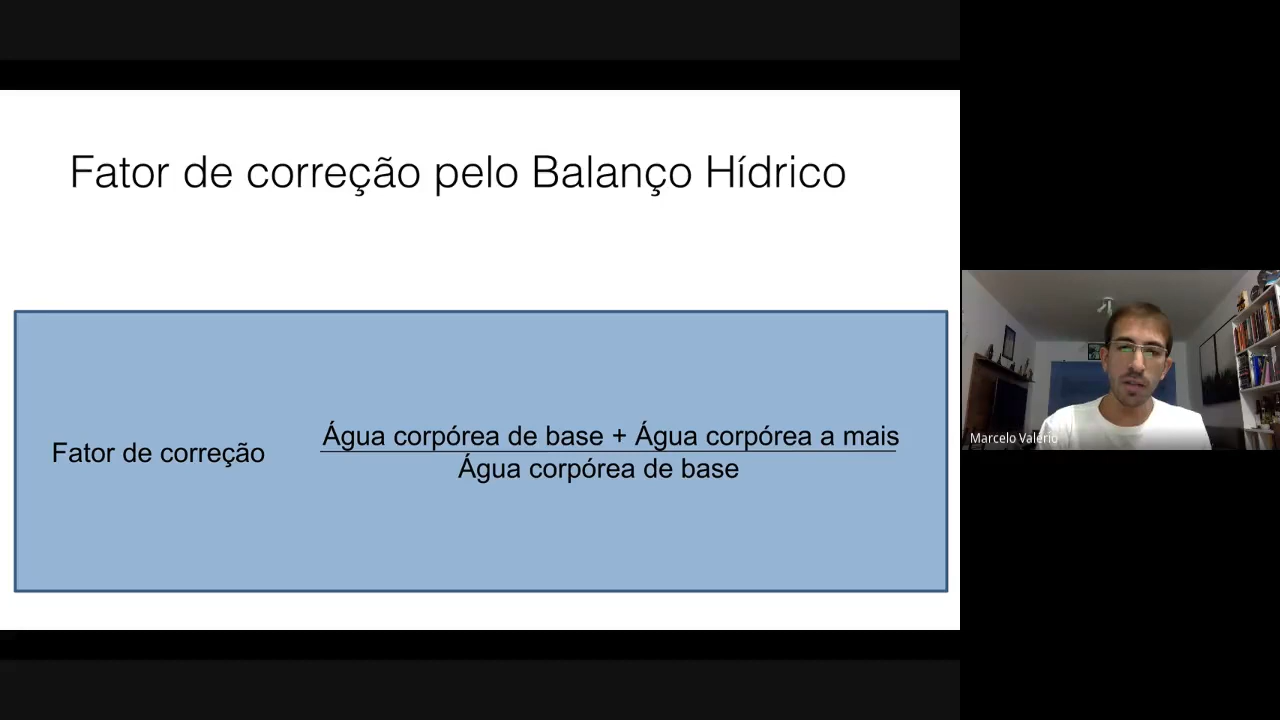 Fator de correção pelo Balanço Hídrico
Fator de correção
Água corpórea de base + Água corpórea a mais
Água corpórea de base
Marcelo Valério